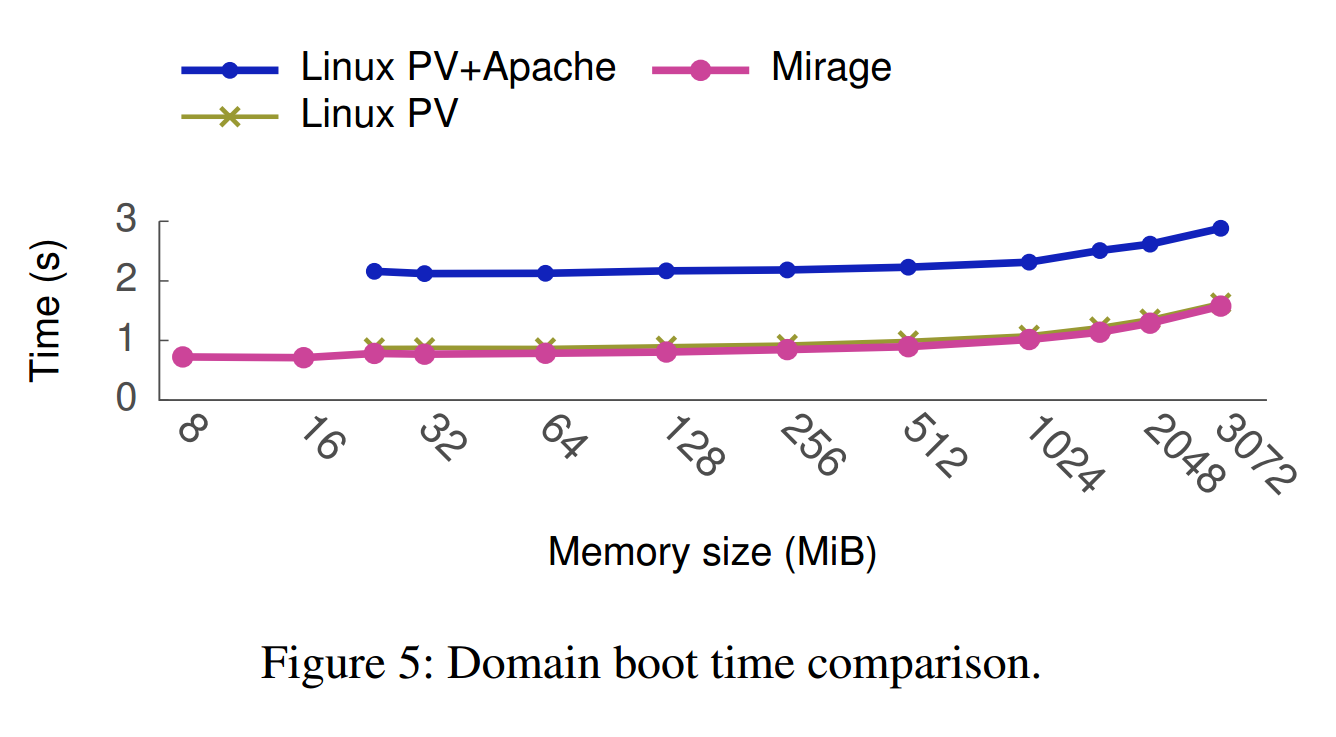 Linux PV+Apache
Mirage
Linux PV
Time (s)
3
2
1
0
8
16
32
64
128
256
512
1024
2048
3072
Memory size (MiB)
Figure 5: Domain boot time comparison.